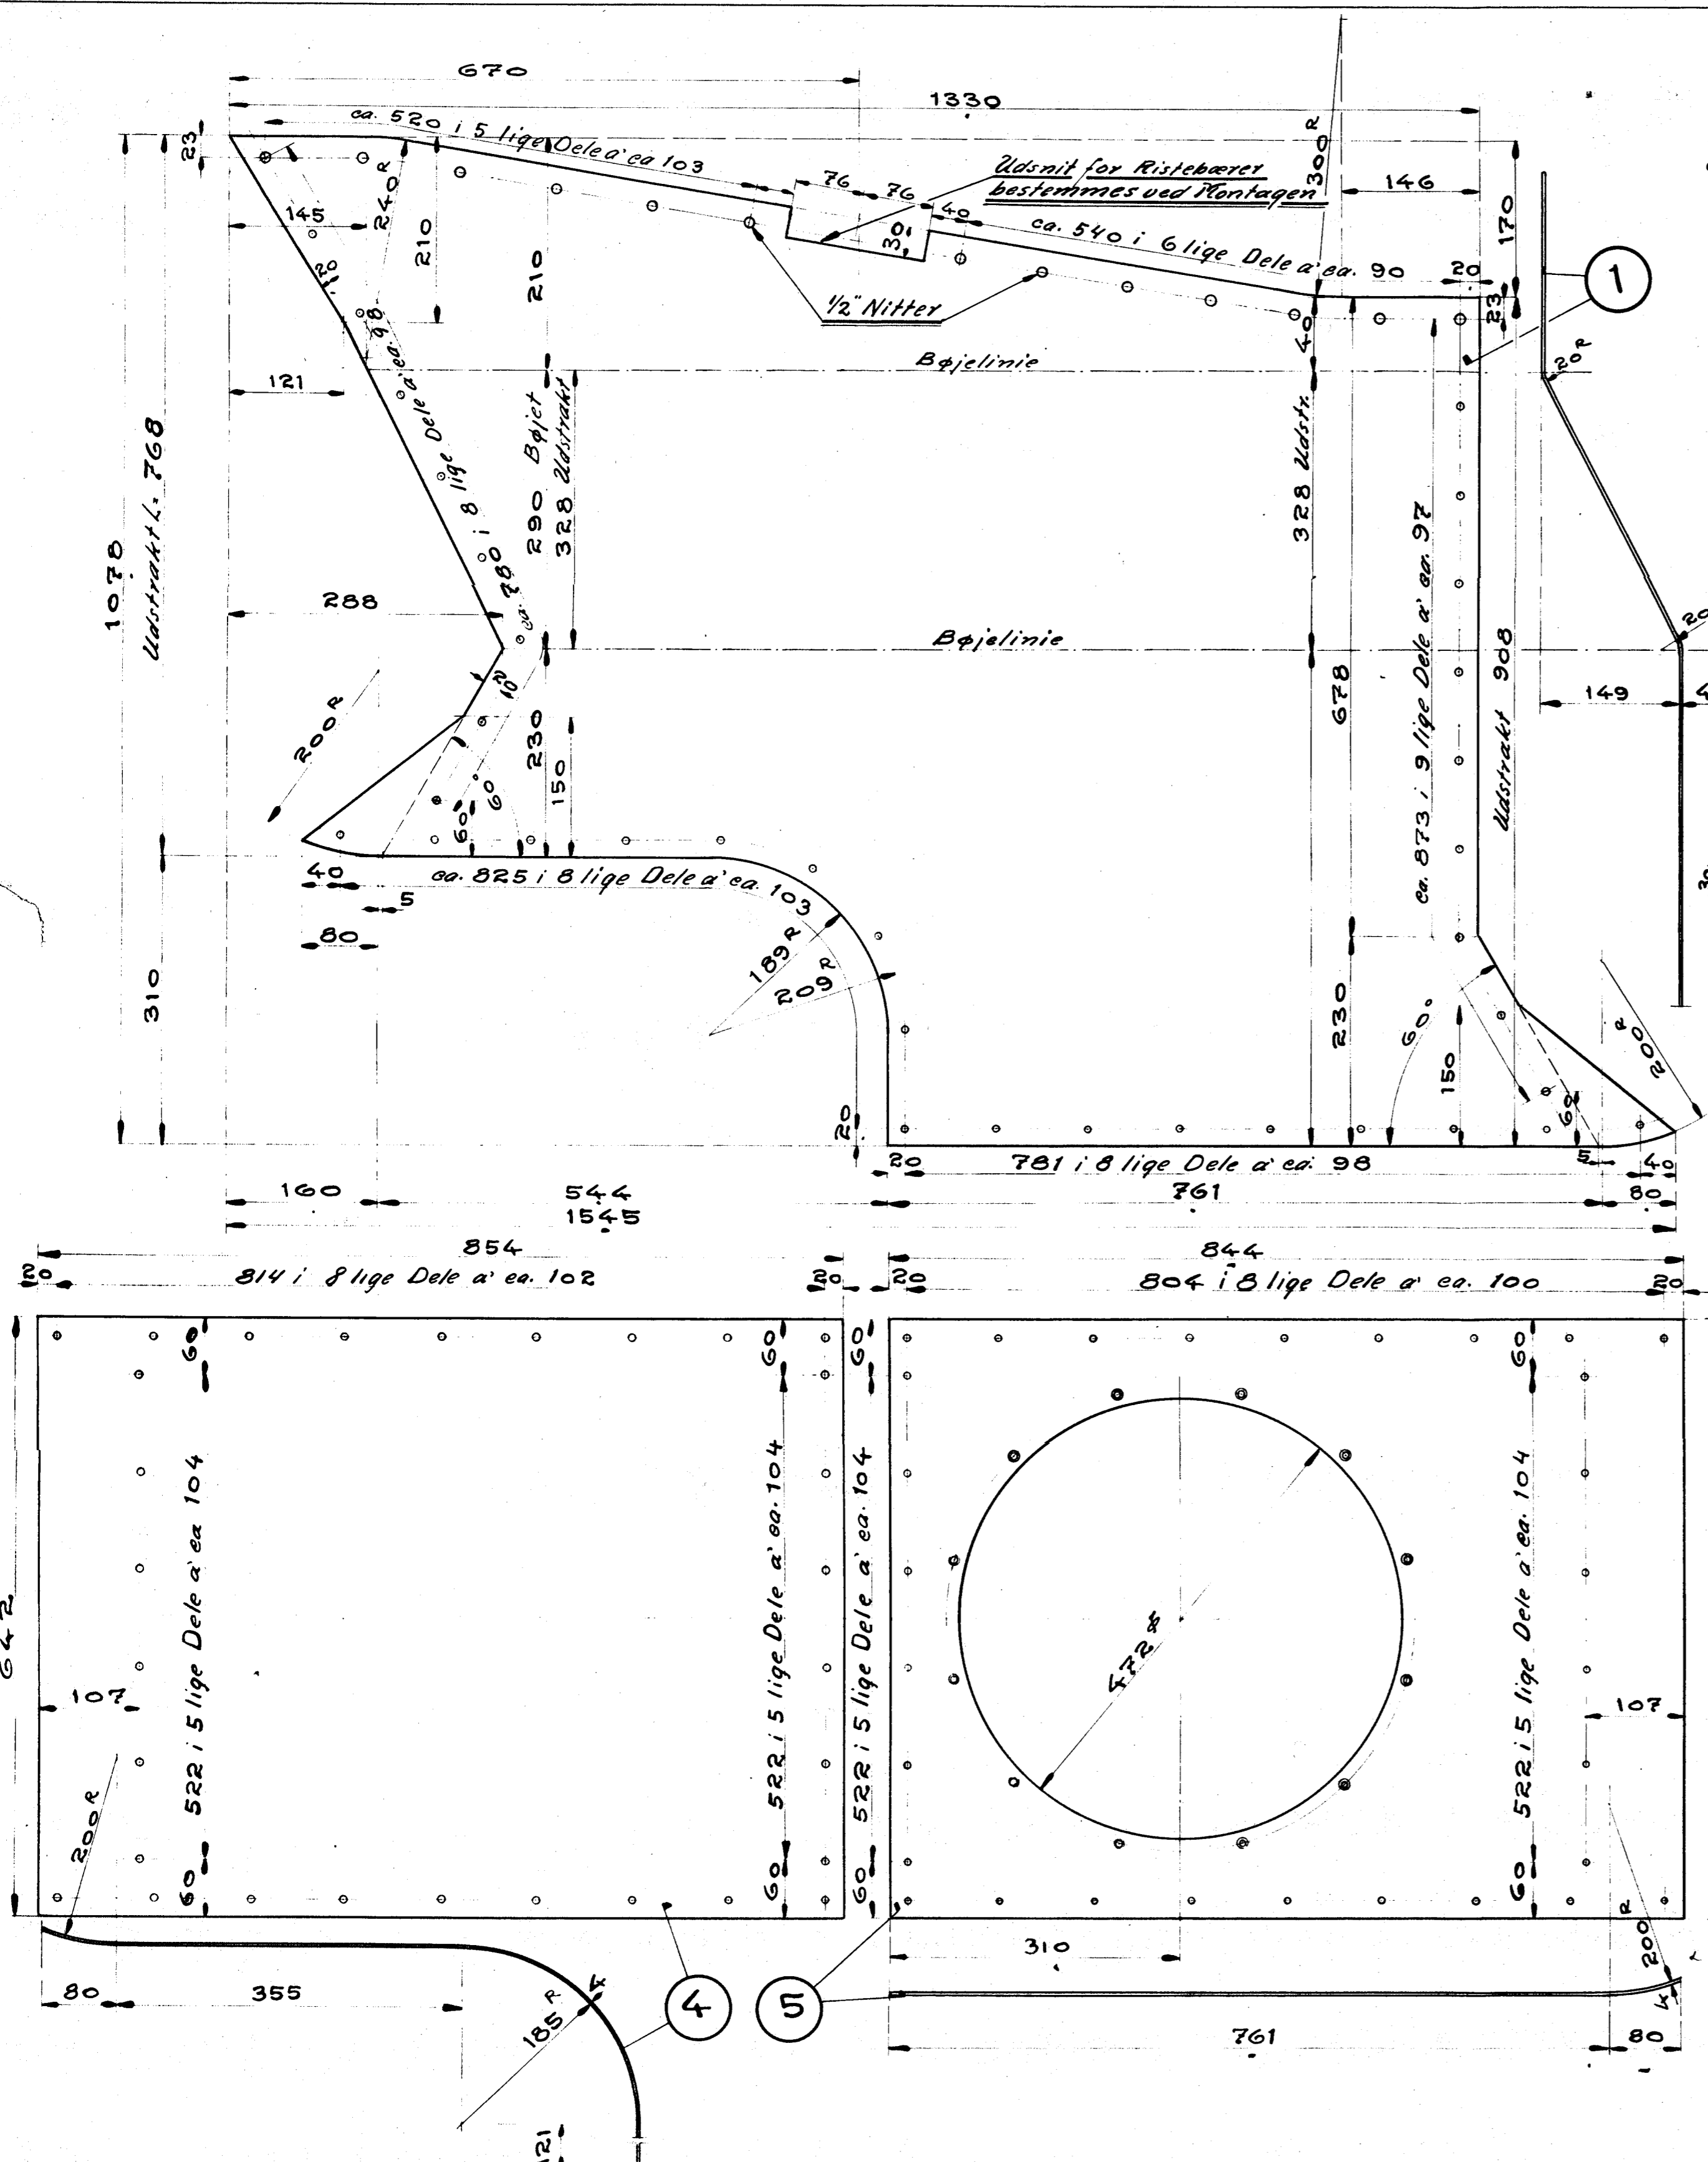 670
1330
ca. 520 i 5 lige Dele a' ca 103
23
240 R
145
210
20
210
76
76
40
30
Udsnit for Ristebærer
bestemmes ved Montagen
300 R
146
170
ca. 540 i 6 lige Dele a' ca. 90
20
23
1
1/2" Nitter
40
Bøjelinie
20 R
121
ca. 780 i 8 lige Dele a' ca. 98
1078
Udstrakt L= 768
290 Bøjet
328 Udstrakt
328 Udstr.
288
Bøjelinie
678
ca. 873 i 9 lige Dele a' ca. 97
Udstrakt 908
20
149
200 R
230
150
60°
60
40
5
80
ca. 825 i 8 lige Dele a' ca. 103
189 R
209 R
310
230
60°
150
60
200 R
20
20
781 i 8 lige Dele a' ca. 98
5
40
160
544
761
80
1545
854
844
20
814 i 8 lige Dele a' ca. 102
20
20
804 i 8 lige Dele a' ca. 100
20
60
60
60
60
642
522 i 5 lige Dele a' ca 104
522 i 5 lige Dele a' ca. 104
522 i 5 lige Dele a' ca. 104
522 i 5 lige Dele a' ca. 104
472
107
107
200 R
60
60
60
60
310
200 R
80
355
185 R
4
4
5
4
761
80
121